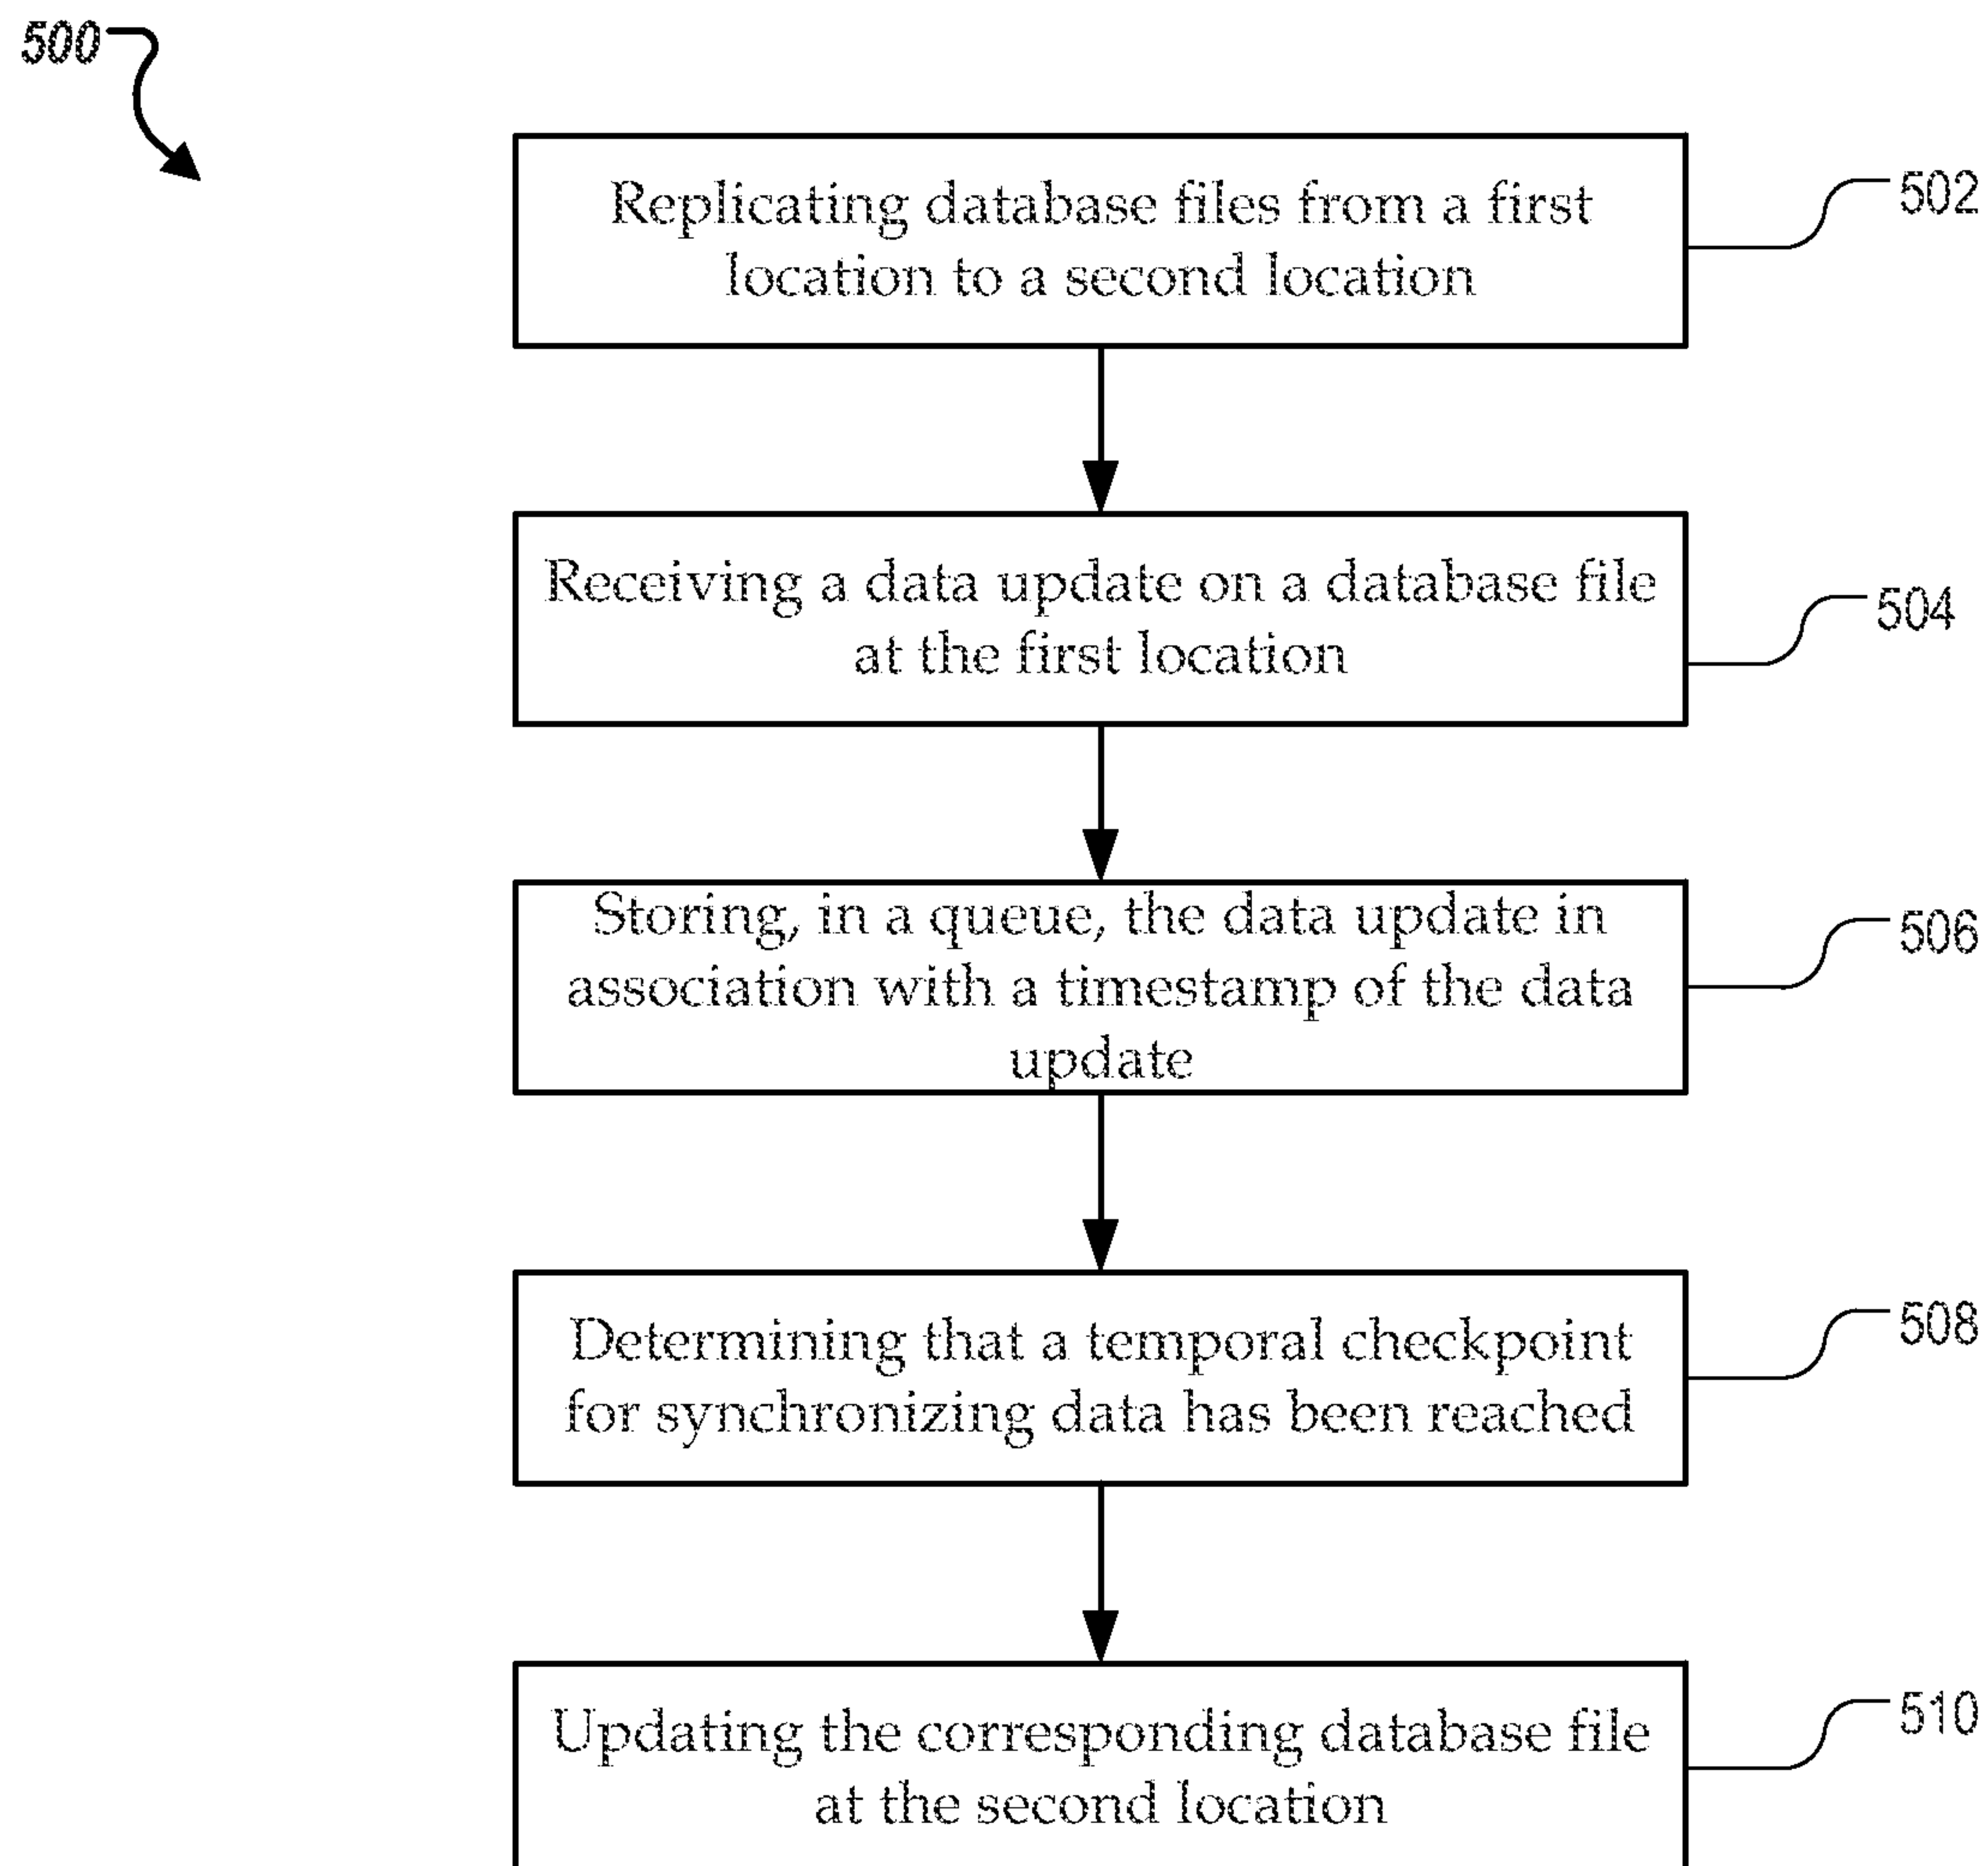 500
Replicating database files from a first
location to a second location
502
Receiving a data update on a database file
at the first location
504
Storing, in a queue, the data update in
association with a timestamp of the data
update
506
Determining that a temporal checkpoint
for synchronizing data has been reached
508
Updating the corresponding database file
at the second location
510